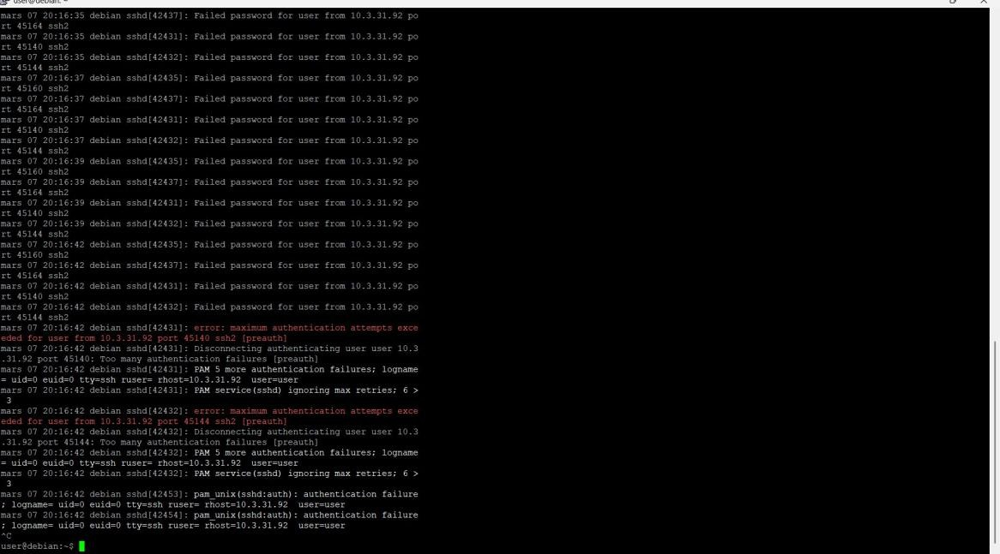 user@debian: ~
mars 07 20:16:35 debian sshd[42437]: Failed password for user from 10.3.31.92 po
rt 45164 ssh2
mars 07 20:16:35 debian sshd[42431]: Failed password for user from 10.3.31.92 po
rt 45140 ssh2
mars 07 20:16:35 debian sshd[42432]: Failed password for user from 10.3.31.92 po
rt 45144 ssh2
mars 07 20:16:37 debian sshd[42435]: Failed password for user from 10.3.31.92 po
rt 45160 ssh2
mars 07 20:16:37 debian sshd[42437]: Failed password for user from 10.3.31.92 po
rt 45164 ssh2
mars 07 20:16:37 debian sshd[42431]: Failed password for user from 10.3.31.92 po
rt 45140 ssh2
mars 07 20:16:37 debian sshd[42432]: Failed password for user from 10.3.31.92 po
rt 45144 ssh2
mars 07 20:16:39 debian sshd[42435]: Failed password for user from 10.3.31.92 po
rt 45160 ssh2
mars 07 20:16:39 debian sshd[42437]: Failed password for user from 10.3.31.92 po
rt 45164 ssh2
mars 07 20:16:39 debian sshd[42431]: Failed password for user from 10.3.31.92 po
rt 45140 ssh2
mars 07 20:16:39 debian sshd[42432]: Failed password for user from 10.3.31.92 po
rt 45144 ssh2
mars 07 20:16:42 debian sshd[42435]: Failed password for user from 10.3.31.92 po
rt 45160 ssh2
mars 07 20:16:42 debian sshd[42437]: Failed password for user from 10.3.31.92 po
rt 45164 ssh2
mars 07 20:16:42 debian sshd[42431]: Failed password for user from 10.3.31.92 po
rt 45140 ssh2
mars 07 20:16:42 debian sshd[42432]: Failed password for user from 10.3.31.92 po
rt 45144 ssh2
mars 07 20:16:42 debian sshd[42431]: error: maximum authentication attempts exce
eded for user from 10.3.31.92 port 45140 ssh2 [preauth]
mars 07 20:16:42 debian sshd[42431]: Disconnecting authenticating user user 10.3
.31.92 port 45140: Too many authentication failures [preauth]
mars 07 20:16:42 debian sshd[42431]: PAM 5 more authentication failures; logname
= uid=0 euid=0 tty=ssh ruser= rhost=10.3.31.92  user=user
mars 07 20:16:42 debian sshd[42431]: PAM service(sshd) ignoring max retries; 6 >
 3
mars 07 20:16:42 debian sshd[42432]: error: maximum authentication attempts exce
eded for user from 10.3.31.92 port 45144 ssh2 [preauth]
mars 07 20:16:42 debian sshd[42432]: Disconnecting authenticating user user 10.3
.31.92 port 45144: Too many authentication failures [preauth]
mars 07 20:16:42 debian sshd[42432]: PAM 5 more authentication failures; logname
= uid=0 euid=0 tty=ssh ruser= rhost=10.3.31.92  user=user
mars 07 20:16:42 debian sshd[42432]: PAM service(sshd) ignoring max retries; 6 >
 3
mars 07 20:16:42 debian sshd[42453]: pam_unix(sshd:auth): authentication failure
; logname= uid=0 euid=0 tty=ssh ruser= rhost=10.3.31.92  user=user
mars 07 20:16:42 debian sshd[42454]: pam_unix(sshd:auth): authentication failure
; logname= uid=0 euid=0 tty=ssh ruser= rhost=10.3.31.92  user=user
^C
user@debian:~$